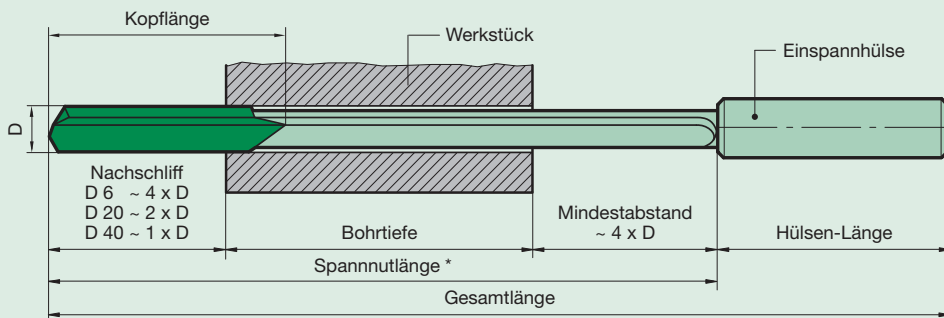 Kopflänge
Werkstück
Einspannhülse
D
Nachschliff
D 6 ~ 4 x D
D 20 ~ 2 x D
D 40 ~ 1 x D
Bohrtiefe
Mindestabstand
~ 4 x D
Hülsen-Länge
Spannnutlänge *
Gesamtlänge